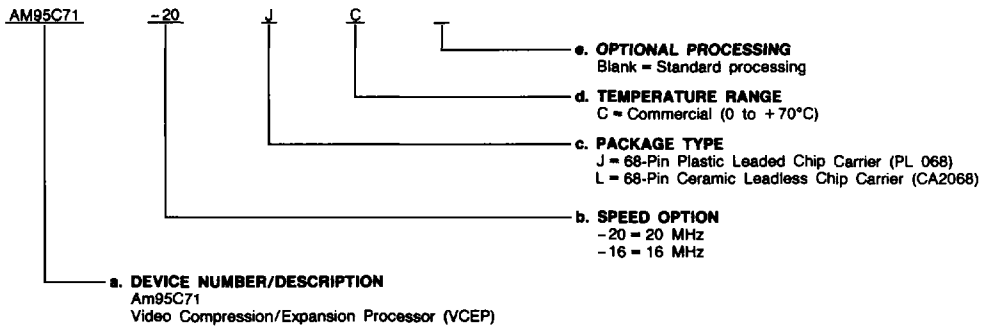 AM95C71 -20 J C _
e. OPTIONAL PROCESSING
Blank = Standard processing
d. TEMPERATURE RANGE
C = Commercial (0 to +70°C)
c. PACKAGE TYPE
J = 68-Pin Plastic Leaded Chip Carrier (PL 068)
L = 68-Pin Ceramic Leadless Chip Carrier (CA2068)
b. SPEED OPTION
-20 = 20 MHz
-16 = 16 MHz
a. DEVICE NUMBER/DESCRIPTION
Am95C71
Video Compression/Expansion Processor (VCEP)